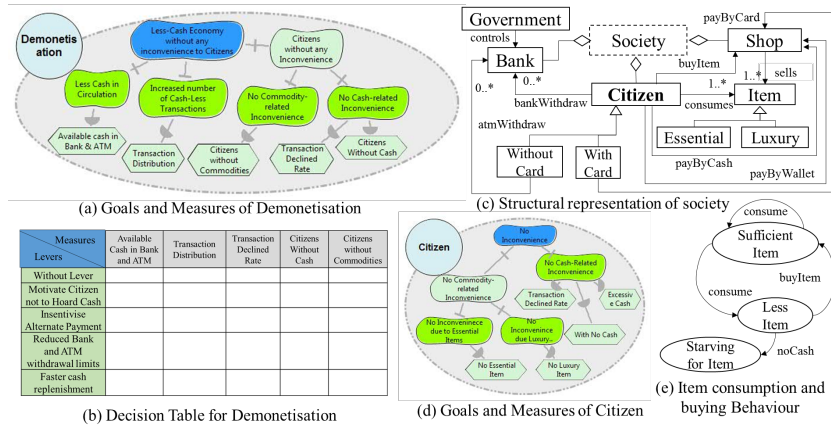 Demonetis
ation
Less-Cash Economy
without any
inconvenience to Citizens
Citizens
without any
Inconvenience
Less Cash in
Circulation
Increased number
of Cash-Less
Transactions
No Commodity-
related
Inconvenience
No Cash-related
Inconvenience
Available cash in
Bank & ATM
Transaction
Distribution
Citizens
without
Commodities
Transaction
Declined
Rate
Citizens
Without Cash
(a) Goals and Measures of Demonetisation
Measures
Levers
Available
Cash in Bank
and ATM
Transaction
Distribution
Transaction
Declined
Rate
Citizens
Without
Cash
Citizens
without
Commodities
Without Lever
Motivate Citizen
not to Hoard Cash
Insentivise
Alternate Payment
Reduced Bank
and ATM
withdrawal limits
Faster cash
replenishment
(b) Decision Table for Demonetisation
Government
controls
Bank
Society
Shop
payByCard
buyItem
0..*
0..*
1..*
sells
bankWithdraw
Citizen
1..*
consumes
Item
atmWithdraw
Without
Card
With
Card
Essential
Luxury
payByCash
payByWallet
(c) Structural representation of society
Citizen
No
Inconvenience
No Commodity-
related
Inconvenience
No Cash-Related
Inconvenience
Transaction
Declined Rate
Excessiv
e Cash
No Inconveninece
due to Essential
Items
No
Inconvenince
due Luxury...
With No Cash
No Essential
Item
No Luxury
Item
(d) Goals and Measures of Citizen
consume
Sufficient
Item
buyItem
consume
Less
Item
noCash
Starving
for Item
(e) Item consumption and
buying Behaviour